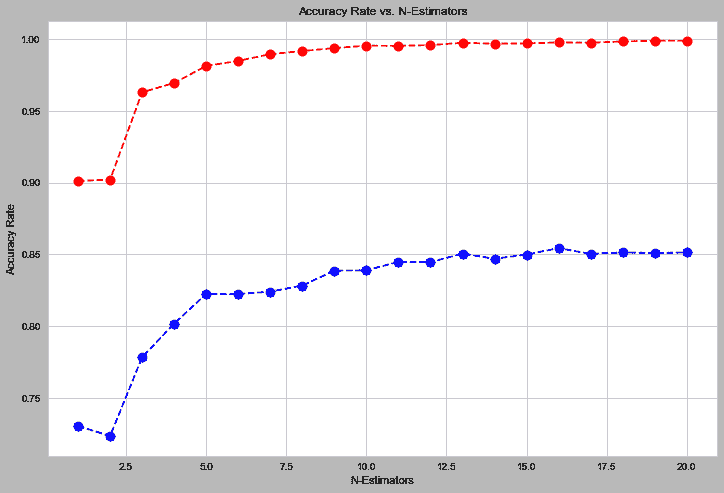 Accuracy Rate vs. N-Estimators
1.00
0.95
0.90
0.85
0.80
0.75
Accuracy Rate
2.5 5.0 7.5 10.0 12.5 15.0 17.5 20.0
N-Estimators